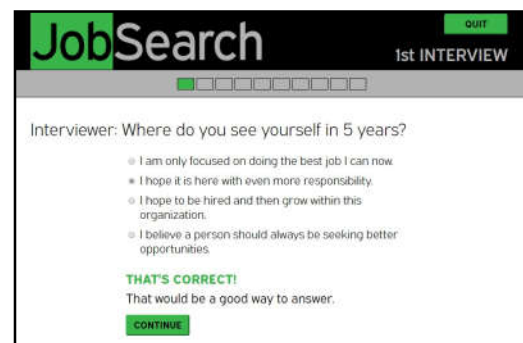 JobSearch
QUIT
1st INTERVIEW
Interviewer: Where do you see yourself in 5 years?
I am only focused on doing the best job I can now.
I hope it is here with even more responsibility.
I hope to be hired and then grow within this
organization.
I believe a person should always be seeking better
opportunities.
THAT'S CORRECT!
That would be a good way to answer.
CONTINUE